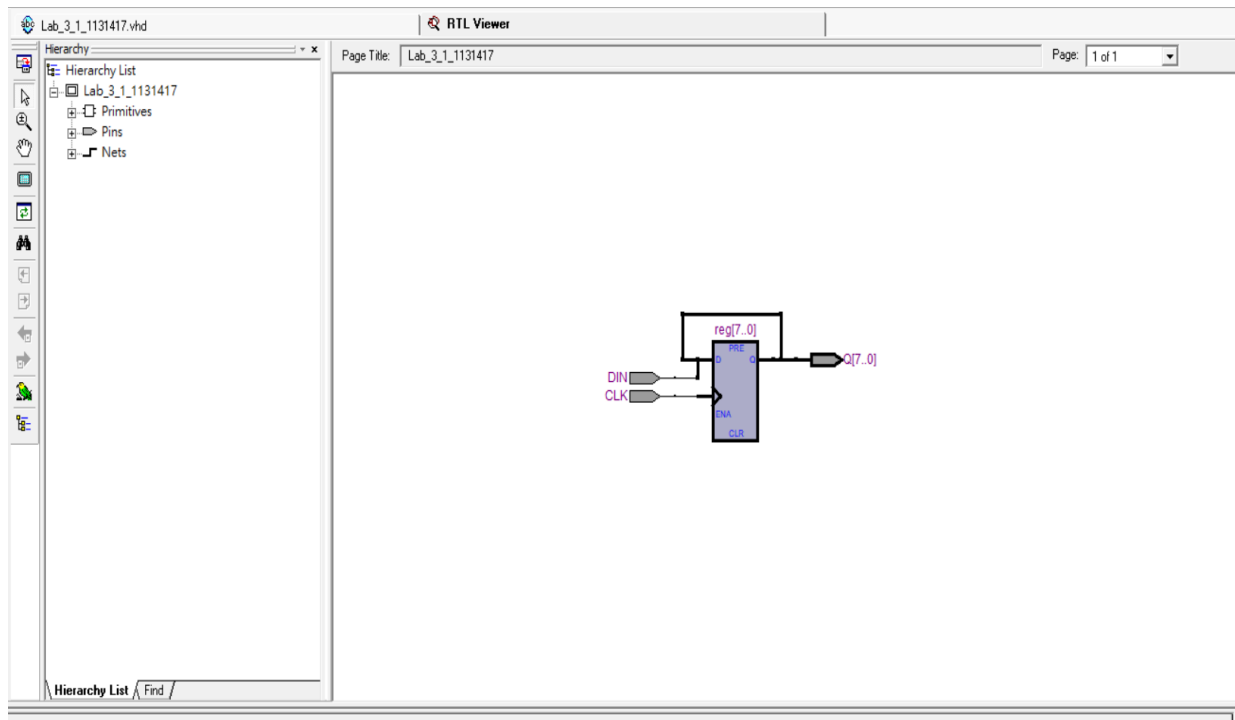 abc Lab_3_1_1131417.vhd
RTL Viewer
Hierarchy
Page Title: Lab_3_1_1131417
Page: 1 of 1
Hierarchy List
Lab_3_1_1131417
Primitives
Pins
Nets
reg[7..0]
PRE
D Q
Q[7..0]
DIN
CLK
ENA
CLR
Hierarchy List Find